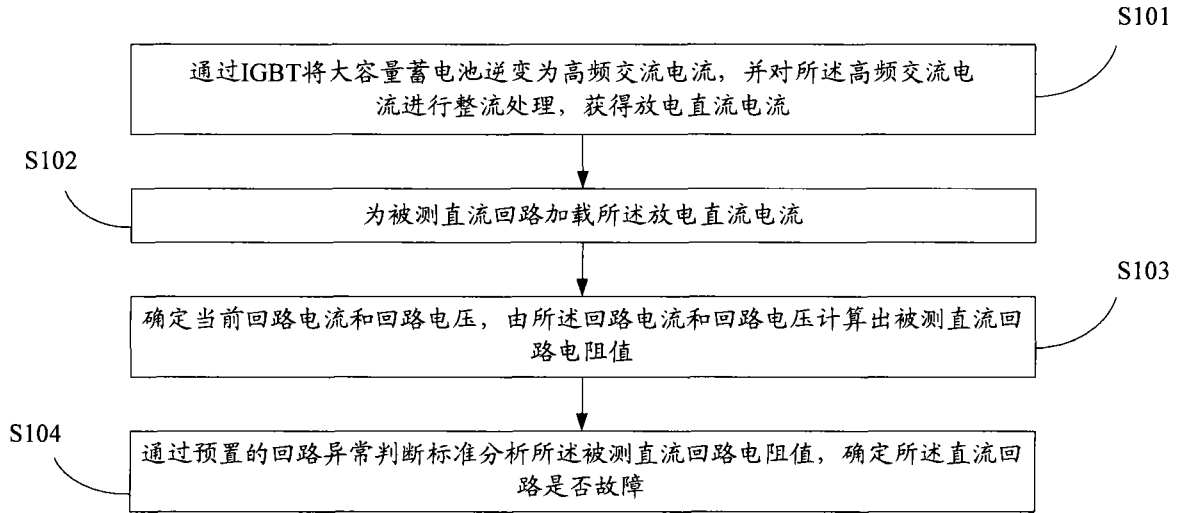 S101
通过IGBT将大容量蓄电池逆变为高频交流电流，并对所述高频交流电
流进行整流处理，获得放电直流电流
S102
为被测直流回路加载所述放电直流电流
S103
确定当前回路电流和回路电压，由所述回路电流和回路电压计算出被测直流回
路电阻值
S104
通过预置的回路异常判断标准分析所述被测直流回路电阻值，确定所述直流回
路是否故障